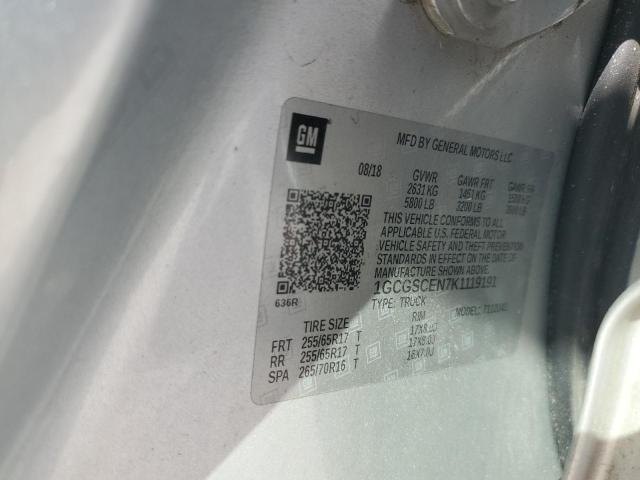 GM
MFD BY GENERAL MOTORS LLC
08/18 GVWR GAWR FRT GAWR RR
2631 KG 1451 KG
5800 LB 3200 LB
THIS VEHICLE CONFORMS TO ALL
APPLICABLE U.S. FEDERAL MOTOR
VEHICLE SAFETY AND THEFT PREVENTION
STANDARDS IN EFFECT ON THE DATE OF
MANUFACTURE SHOWN ABOVE.
1GCGSCEN7K1119191
TYPE: TRUCK MODEL:
636R
TIRE SIZE RIM
FRT 255/65R17 T 17X8.0J
RR 255/65R17 T 17X8.0J
SPA 265/70R16 T 16X7.0J